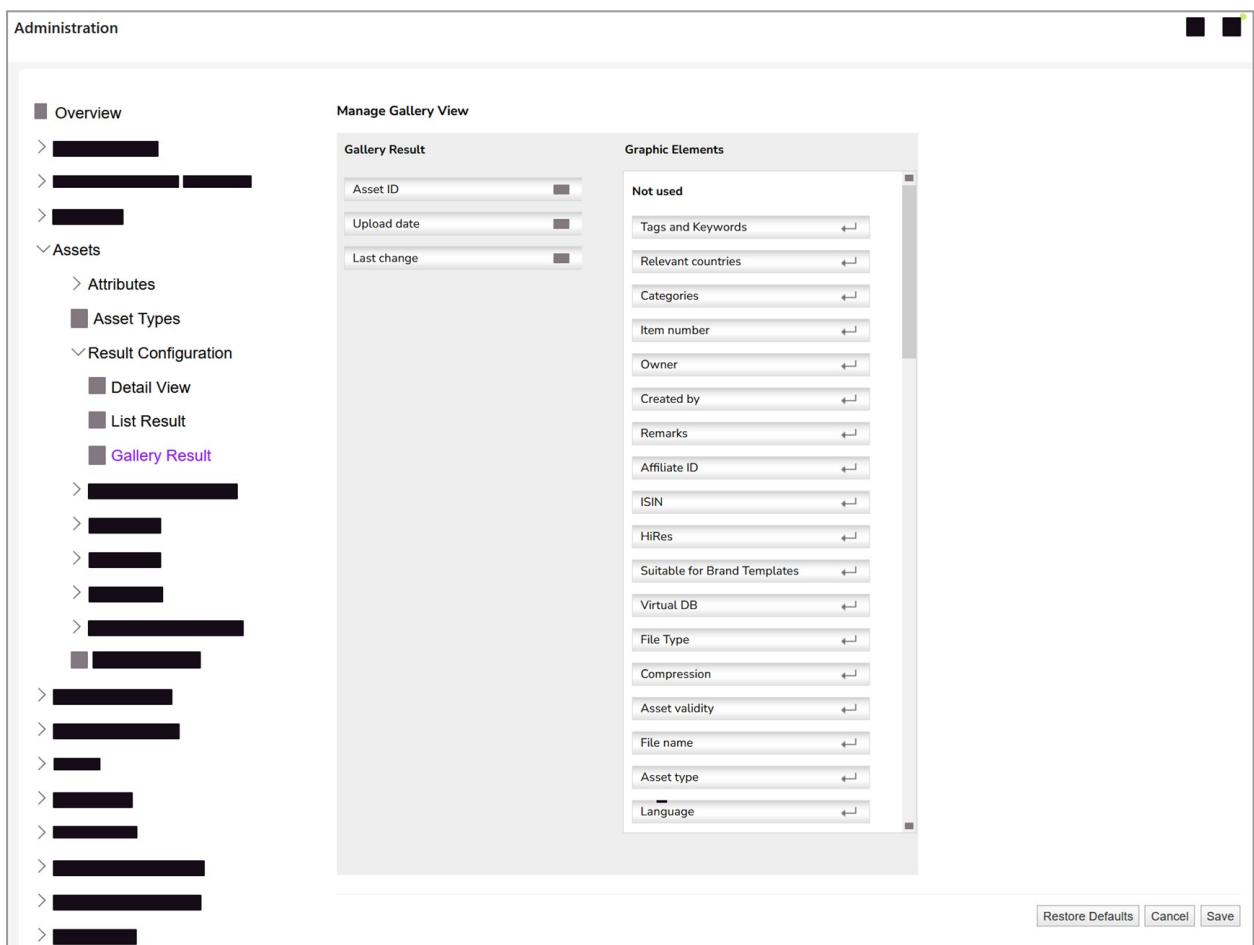 Administration
Overview
Assets
Attributes
Asset Types
Result Configuration
Detail View
List Result
Gallery Result
Manage Gallery View
Gallery Result
Asset ID
Upload date
Last change
Graphic Elements
Not used
Tags and Keywords
Relevant countries
Categories
Item number
Owner
Created by
Remarks
Affiliate ID
ISIN
HiRes
Suitable for Brand Templates
Virtual DB
File Type
Compression
Asset validity
File name
Asset type
Language
Restore Defaults
Cancel
Save